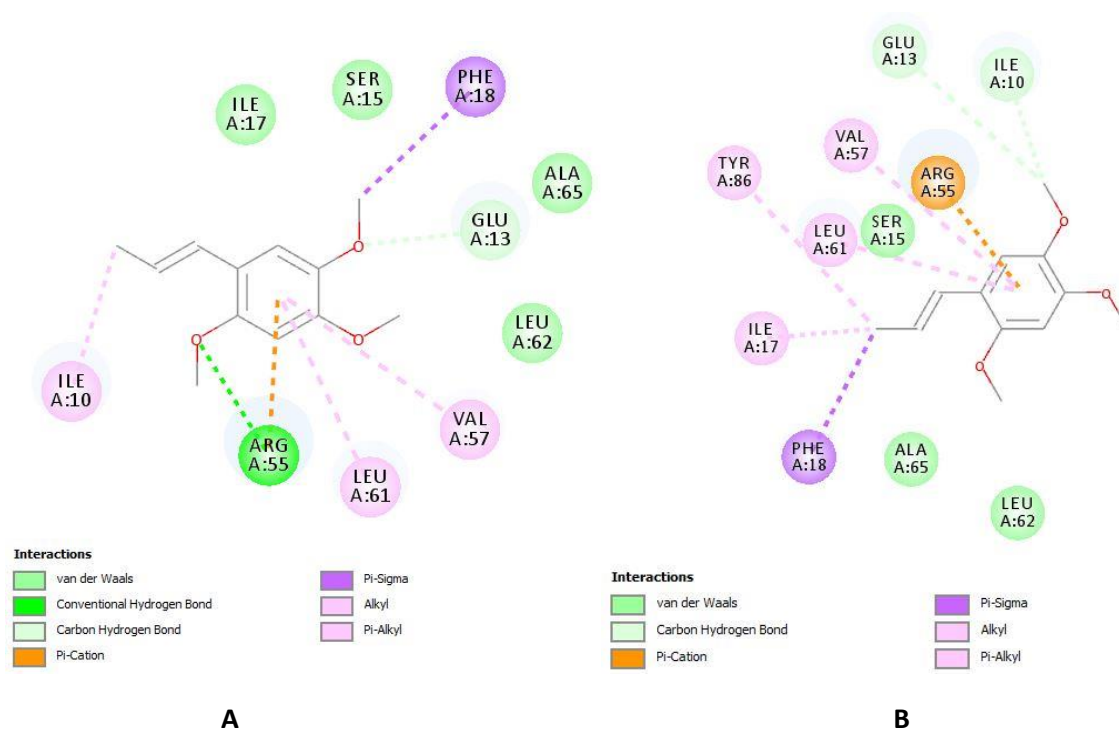 ILE
A:17
SER
A:15
PHE
A:18
ALA
A:65
GLU
A:13
LEU
A:62
ILE
A:10
ARG
A:55
VAL
A:57
LEU
A:61
O
O
O
Interactions
van der Waals
Conventional Hydrogen Bond
Carbon Hydrogen Bond
Pi-Cation
Pi-Sigma
Alkyl
Pi-Alkyl
A
GLU
A:13
ILE
A:10
VAL
A:57
TYR
A:86
ARG
A:55
SER
A:15
LEU
A:61
ILE
A:17
PHE
A:18
ALA
A:65
LEU
A:62
O
O
O
Interactions
van der Waals
Carbon Hydrogen Bond
Pi-Cation
Pi-Sigma
Alkyl
Pi-Alkyl
B